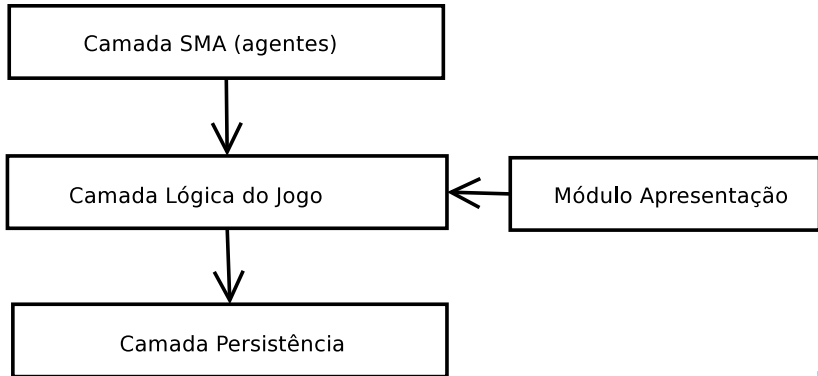 Camada SMA (agentes)
Camada Lógica do Jogo
Módulo Apresentação
Camada Persistência